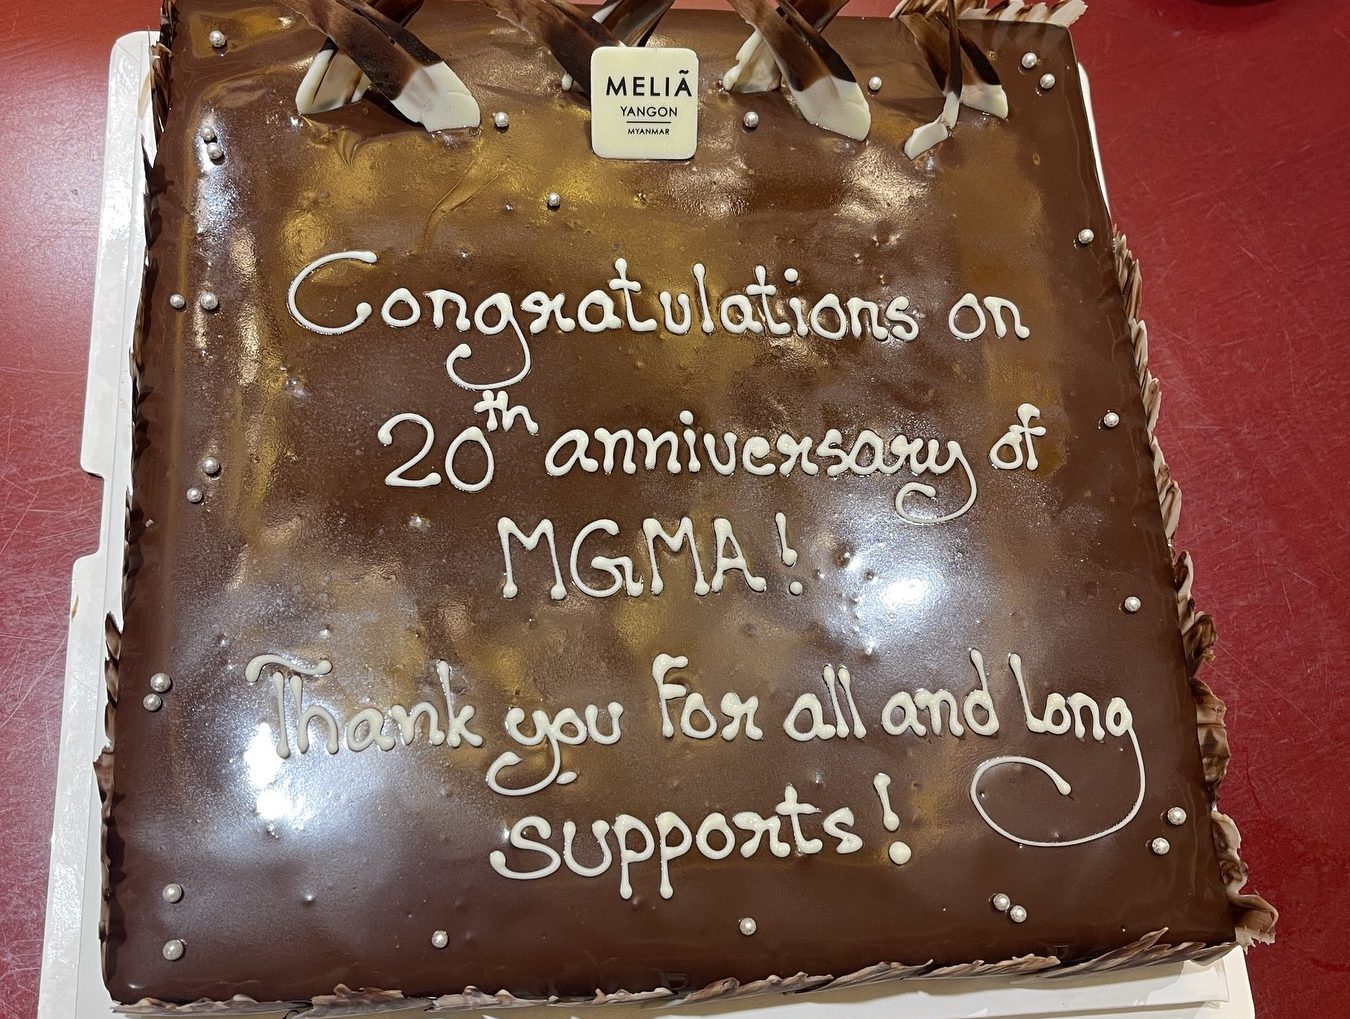 MELIÃ
YANGON
MYANMAR
Congratulations on
20th anniversary of
MGMA!
Thank you for all and long
supports!